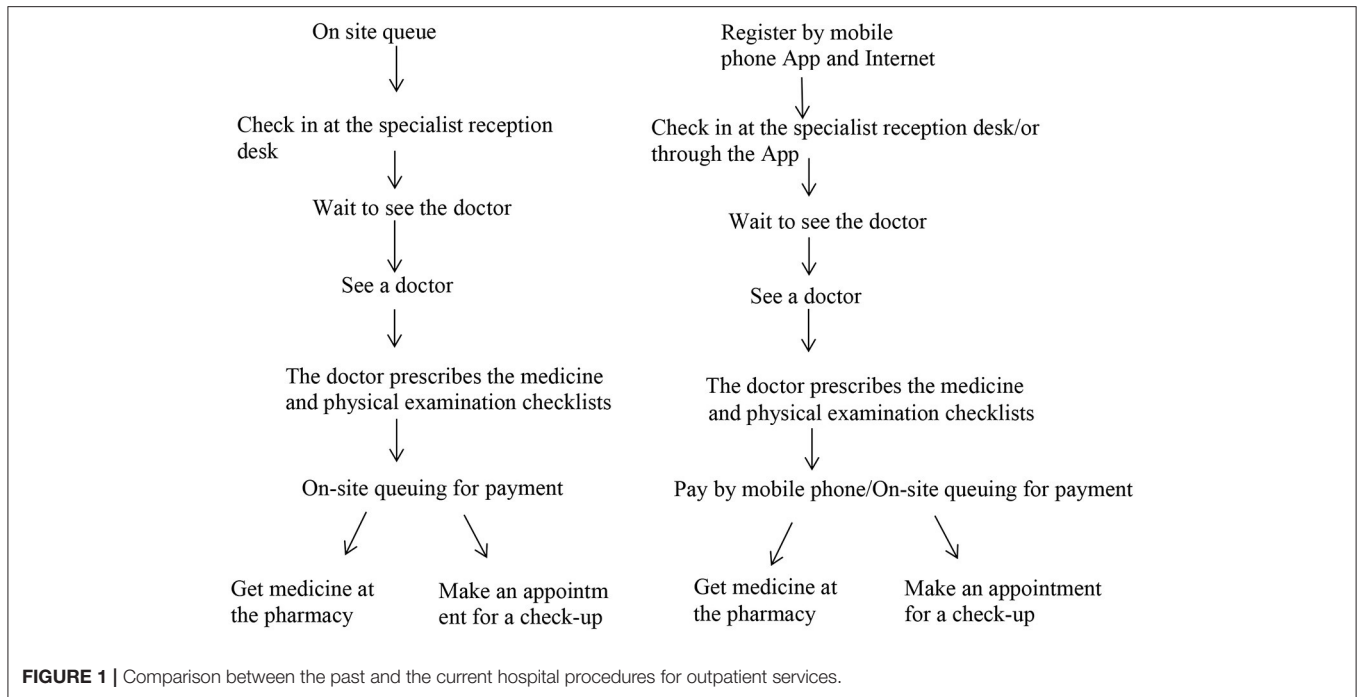 On site queue
Check in at the specialist reception
desk
Wait to see the doctor
See a doctor
The doctor prescribes the medicine
and physical examination checklists
On-site queuing for payment
Get medicine at
the pharmacy
Make an appointm
ent for a check-up
Register by mobile
phone App and Internet
Check in at the specialist reception desk/or
through the App
Wait to see the doctor
See a doctor
The doctor prescribes the medicine
and physical examination checklists
Pay by mobile phone/On-site queuing for payment
Get medicine at
the pharmacy
Make an appointment
for a check-up
FIGURE 1 | Comparison between the past and the current hospital procedures for outpatient services.